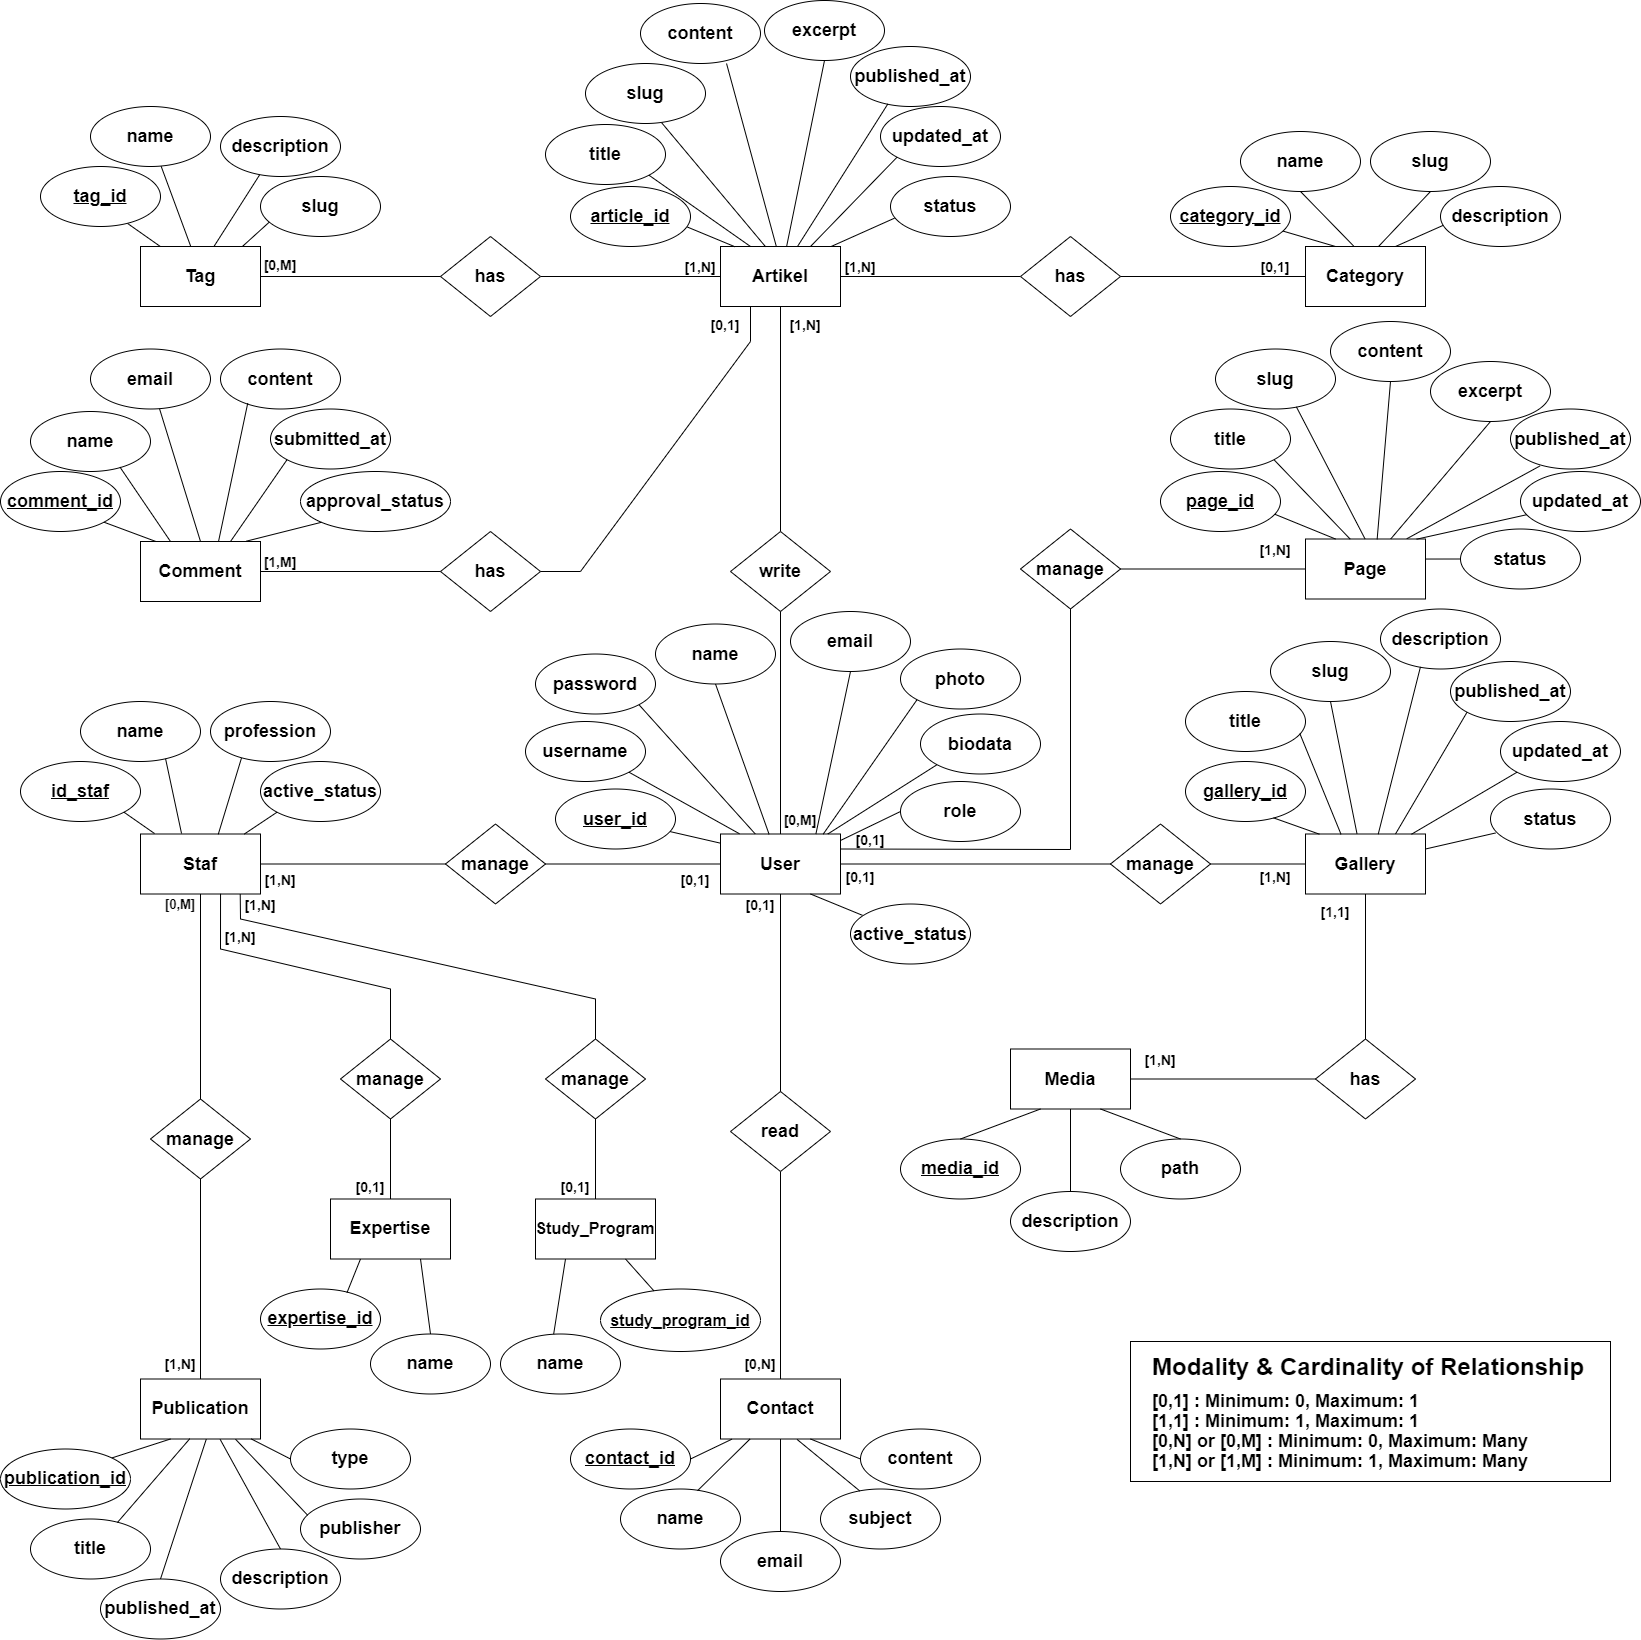 content
excerpt
slug
published_at
name
description
title
updated_at
name
slug
tag_id
slug
article_id
status
category_id
description
Tag
[0,M]
has
[1,N]
Artikel
[1,N]
has
[0,1]
Category
[0,1]
[1,N]
email
content
slug
content
excerpt
name
submitted_at
title
published_at
comment_id
approval_status
page_id
updated_at
Comment
[1,M]
has
write
manage
[1,N]
Page
status
name
email
description
password
photo
slug
published_at
name
profession
username
biodata
title
updated_at
id_staf
active_status
user_id
[0,M]
role
gallery_id
status
[0,1]
Staf
manage
User
manage
Gallery
[1,N]
[0,1]
[0,1]
[1,N]
[0,M]
[1,N]
[0,1]
[1,1]
[1,N]
active_status
manage
manage
Media
[1,N]
has
manage
read
media_id
path
description
[0,1]
[0,1]
Expertise
Study_Program
expertise_id
study_program_id
name
name
[1,N]
[0,N]
Publication
Contact
publication_id
type
contact_id
content
title
publisher
name
subject
description
email
published_at
Modality & Cardinality of Relationship
[0,1] : Minimum: 0, Maximum: 1
[1,1] : Minimum: 1, Maximum: 1
[0,N] or [0,M] : Minimum: 0, Maximum: Many
[1,N] or [1,M] : Minimum: 1, Maximum: Many